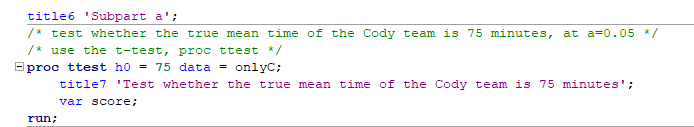 title6 'Subpart a';
/* test whether the true mean time of the Cody team is 75 minutes, at a=0.05 */
/* use the t-test, proc ttest */
proc ttest h0 = 75 data = onlyC;
title7 'Test whether the true mean time of the Cody team is 75 minutes';
var score;
run;